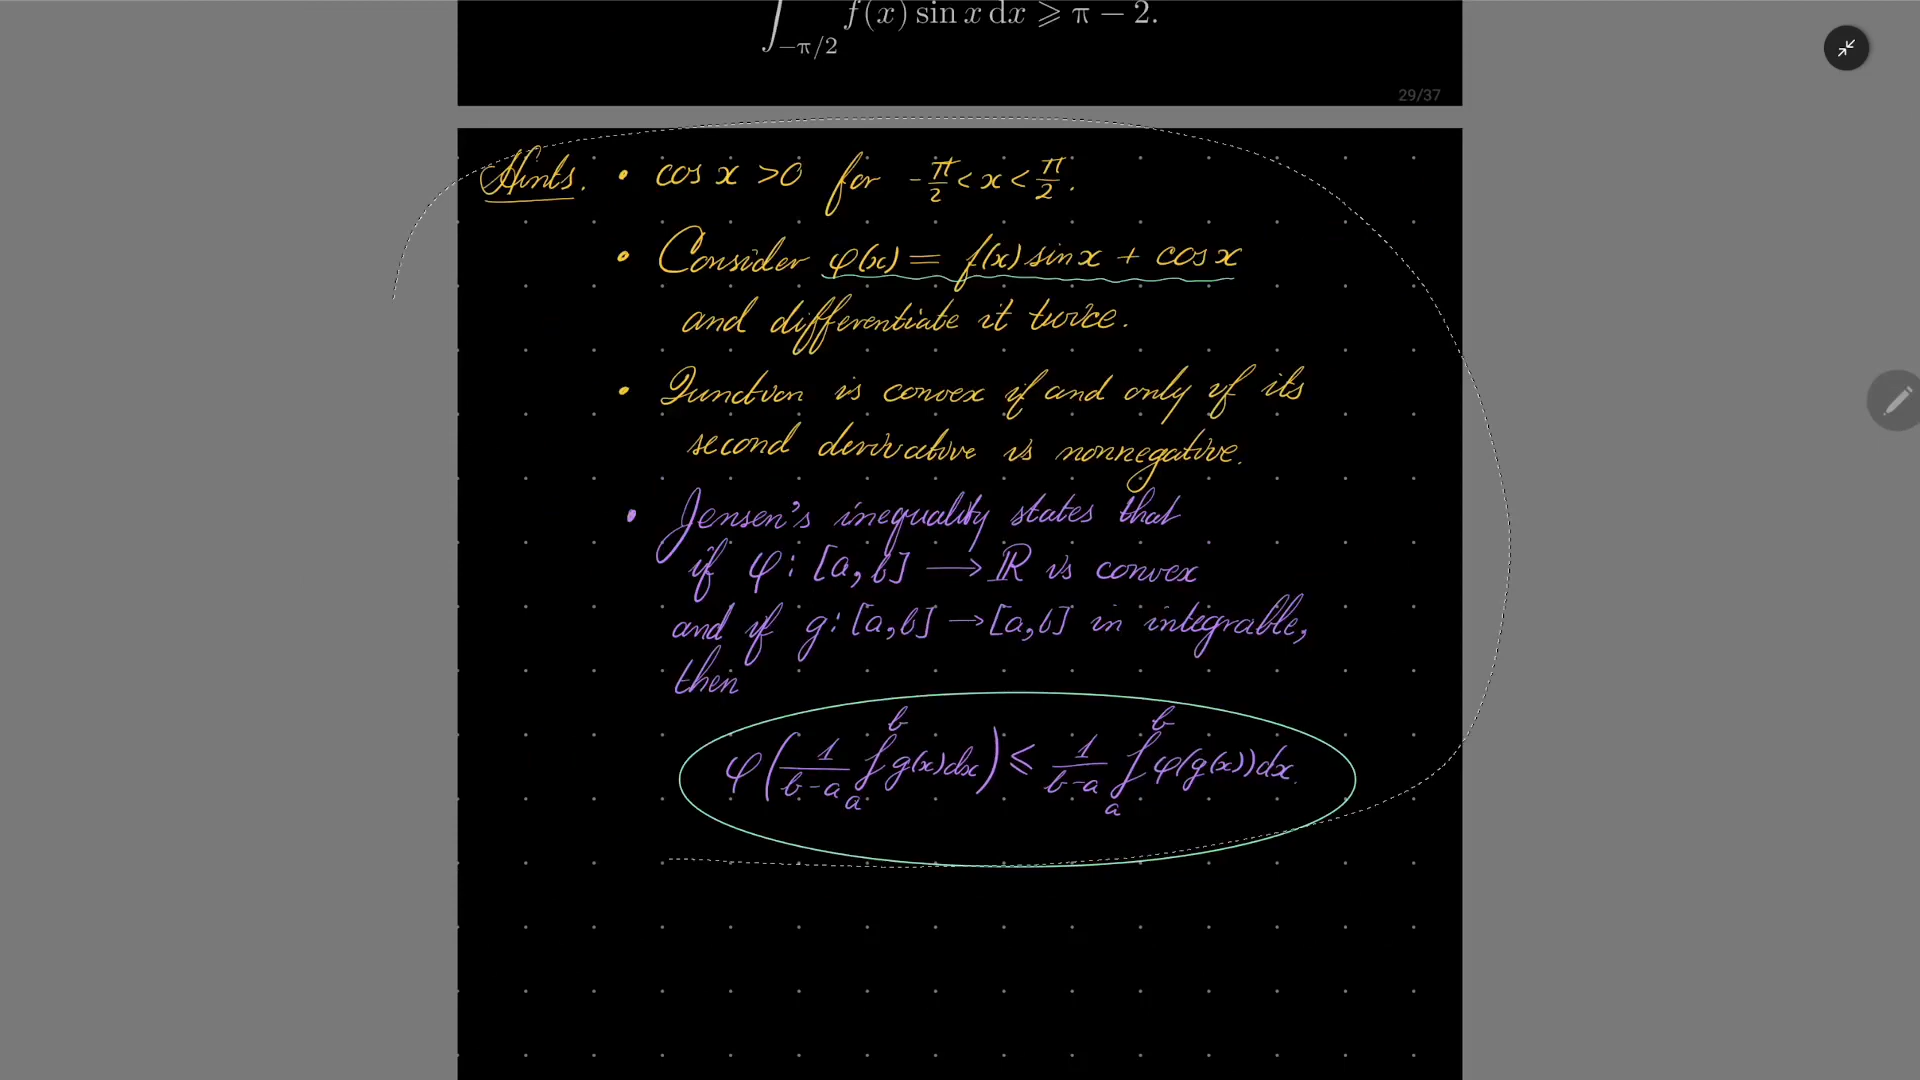 ∫_{-π/2} f(x) sin x dx ⩾ π − 2.
29/37
Hints. • cos x > 0 for -π/2 < x < π/2.
• Consider φ(x) = f(x) sin x + cos x
and differentiate it twice.
• Function is convex if and only if its
second derivative is nonnegative.
• Jensen's inequality states that
if φ: [a,b] → ℝ is convex
and if g: [a,b] → [a,b] in integrable,
then
φ(1/(b-a) ∫_a^b g(x)dx) ⩽ 1/(b-a) ∫_a^b φ(g(x))dx.